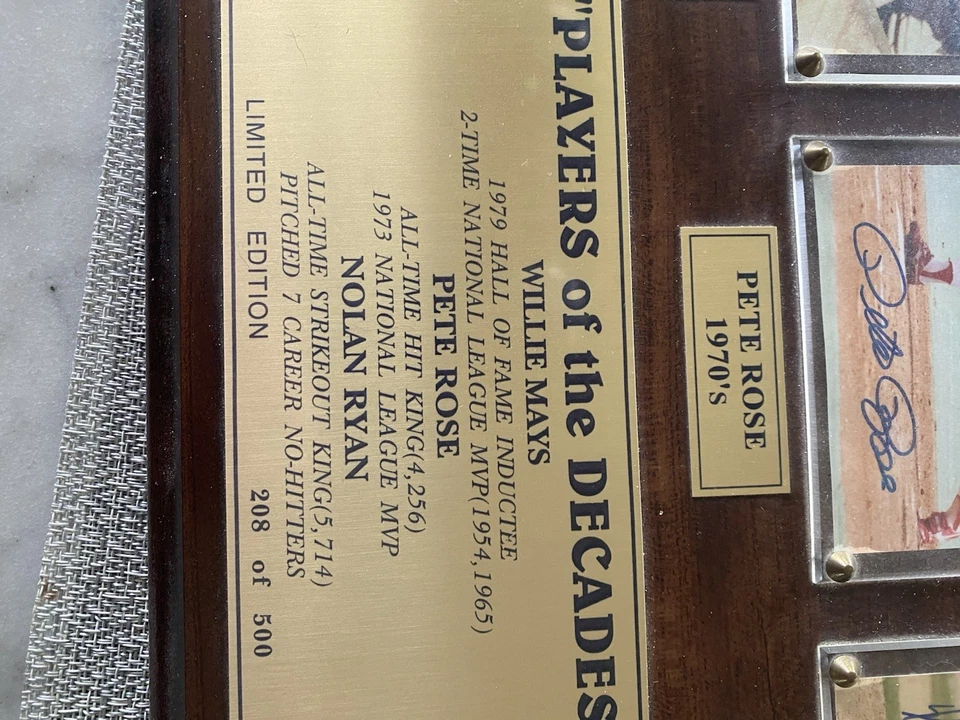 Pete Rose
PETE ROSE
1970'S
"PLAYERS of the DECADES
WILLIE MAYS
1979 HALL OF FAME INDUCTEE
2-TIME NATIONAL LEAGUE MVP(1954,1965)
PETE ROSE
ALL-TIME HIT KING(4,256)
1973 NATIONAL LEAGUE MVP
NOLAN RYAN
ALL-TIME STRIKEOUT KING(5,714)
PITCHED 7 CAREER NO-HITTERS
LIMITED EDITION 208 of 500